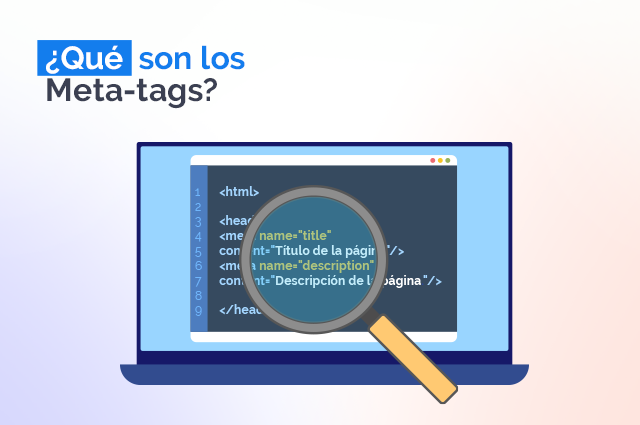 ¿Qué son los
Meta-tags?
1 <html>
2
3 <head
4 <meta name="title"
5 content="Título de la página"/>
6 <meta name="description"
7 content="Descripción de la página"/>
8
9 </head